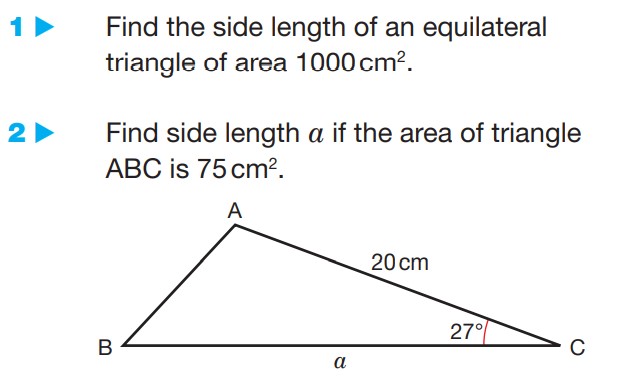 1 ▶ Find the side length of an equilateral
triangle of area 1000 cm².
2 ▶ Find side length a if the area of triangle
ABC is 75 cm².
A
20 cm
27°
B
C
a